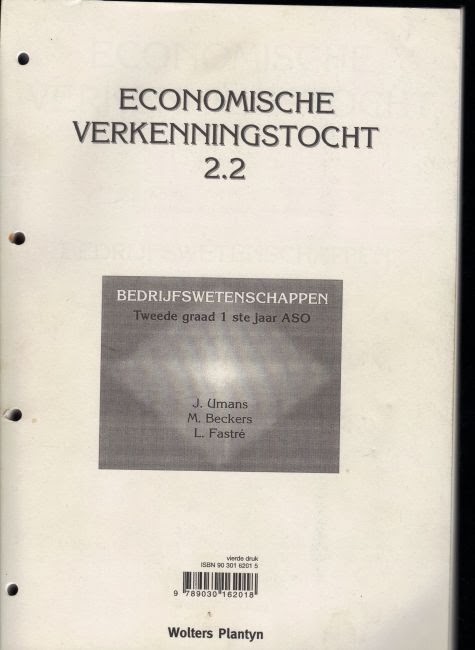 ECONOMISCHE
VERKENNINGSTOCHT
2.2
BEDRIJFSWETENSCHAPPEN
Tweede graad 1 ste jaar ASO
J. Umans
M. Beckers
L. Fastré
vierde druk
ISBN 90 301 6201 5
9 789030 162018
Wolters Plantyn